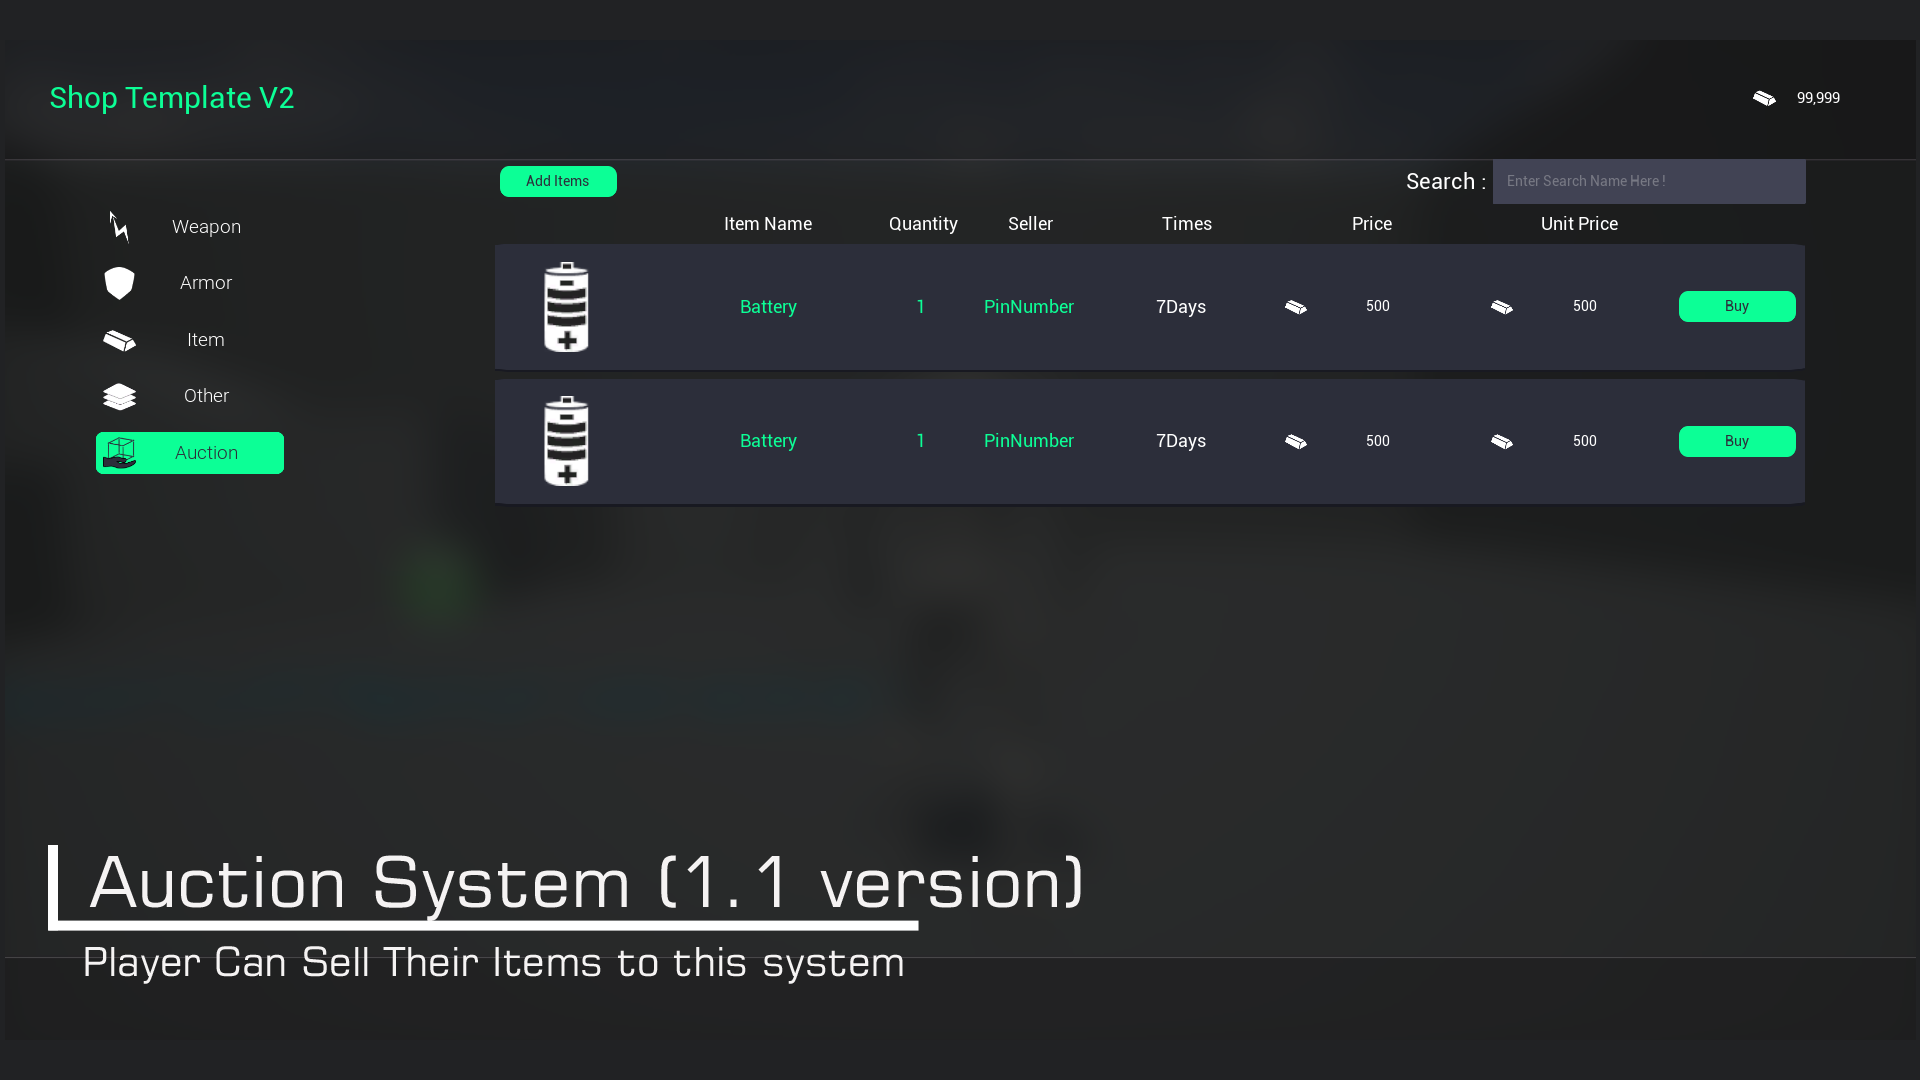 Shop Template V2
99,999
Add Items
Search :
Enter Search Name Here !
Item Name Quantity Seller Times Price Unit Price
Weapon
Armor
Item
Other
Auction
Battery 1 PinNumber 7Days 500 500 Buy
Battery 1 PinNumber 7Days 500 500 Buy
Auction System (1.1 version)
Player Can Sell Their Items to this system